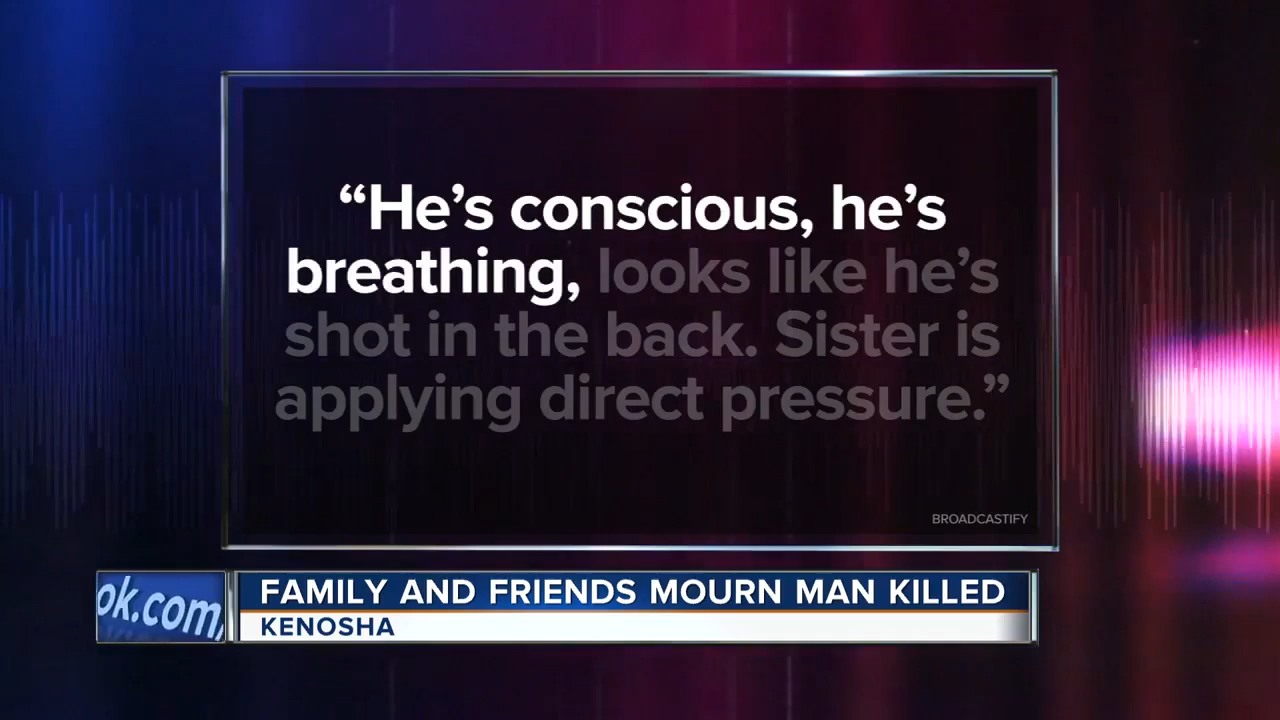 “He’s conscious, he’s
breathing, looks like he’s
shot in the back. Sister is
applying direct pressure.”
BROADCASTIFY
ok.com/
FAMILY AND FRIENDS MOURN MAN KILLED
KENOSHA